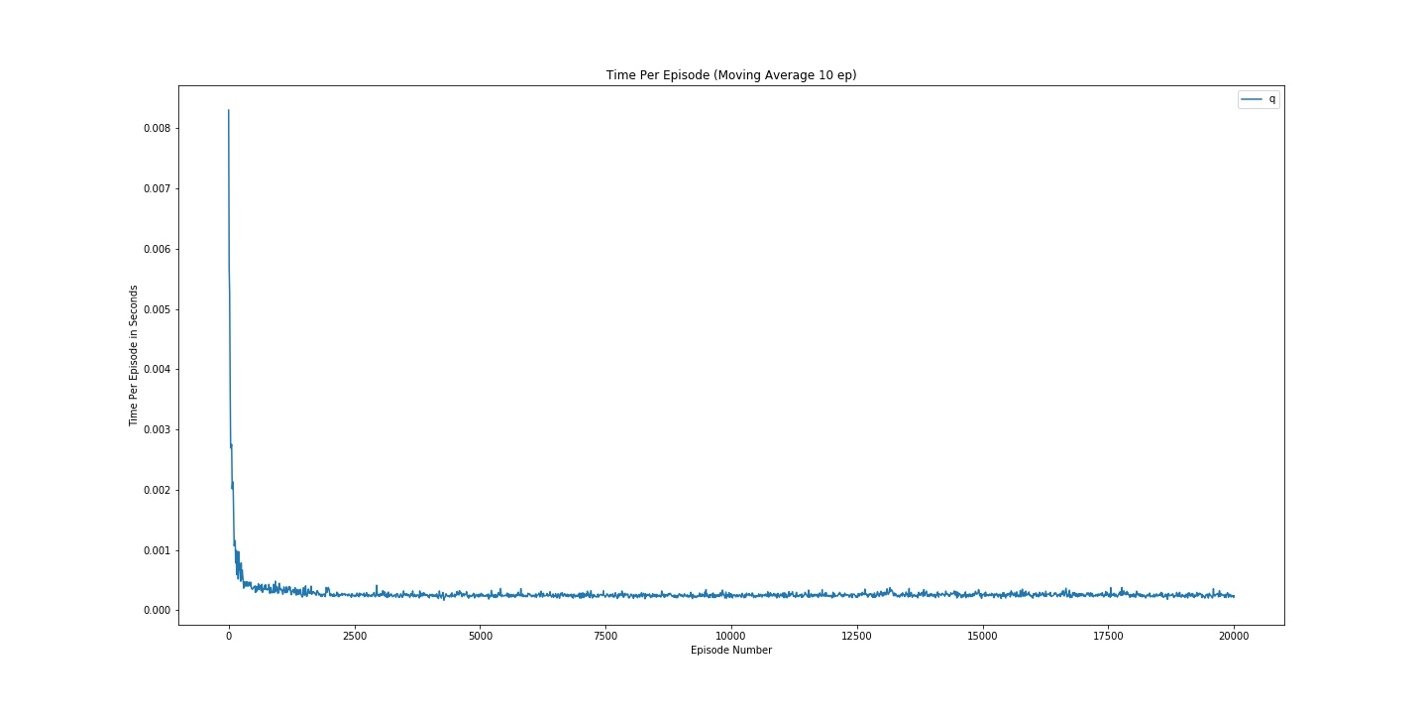 Time Per Episode (Moving Average 10 ep)
q
0.008
0.007
0.006
0.005
0.004
0.003
0.002
0.001
0.000
Time Per Episode in Seconds
0 2500 5000 7500 10000 12500 15000 17500 20000
Episode Number